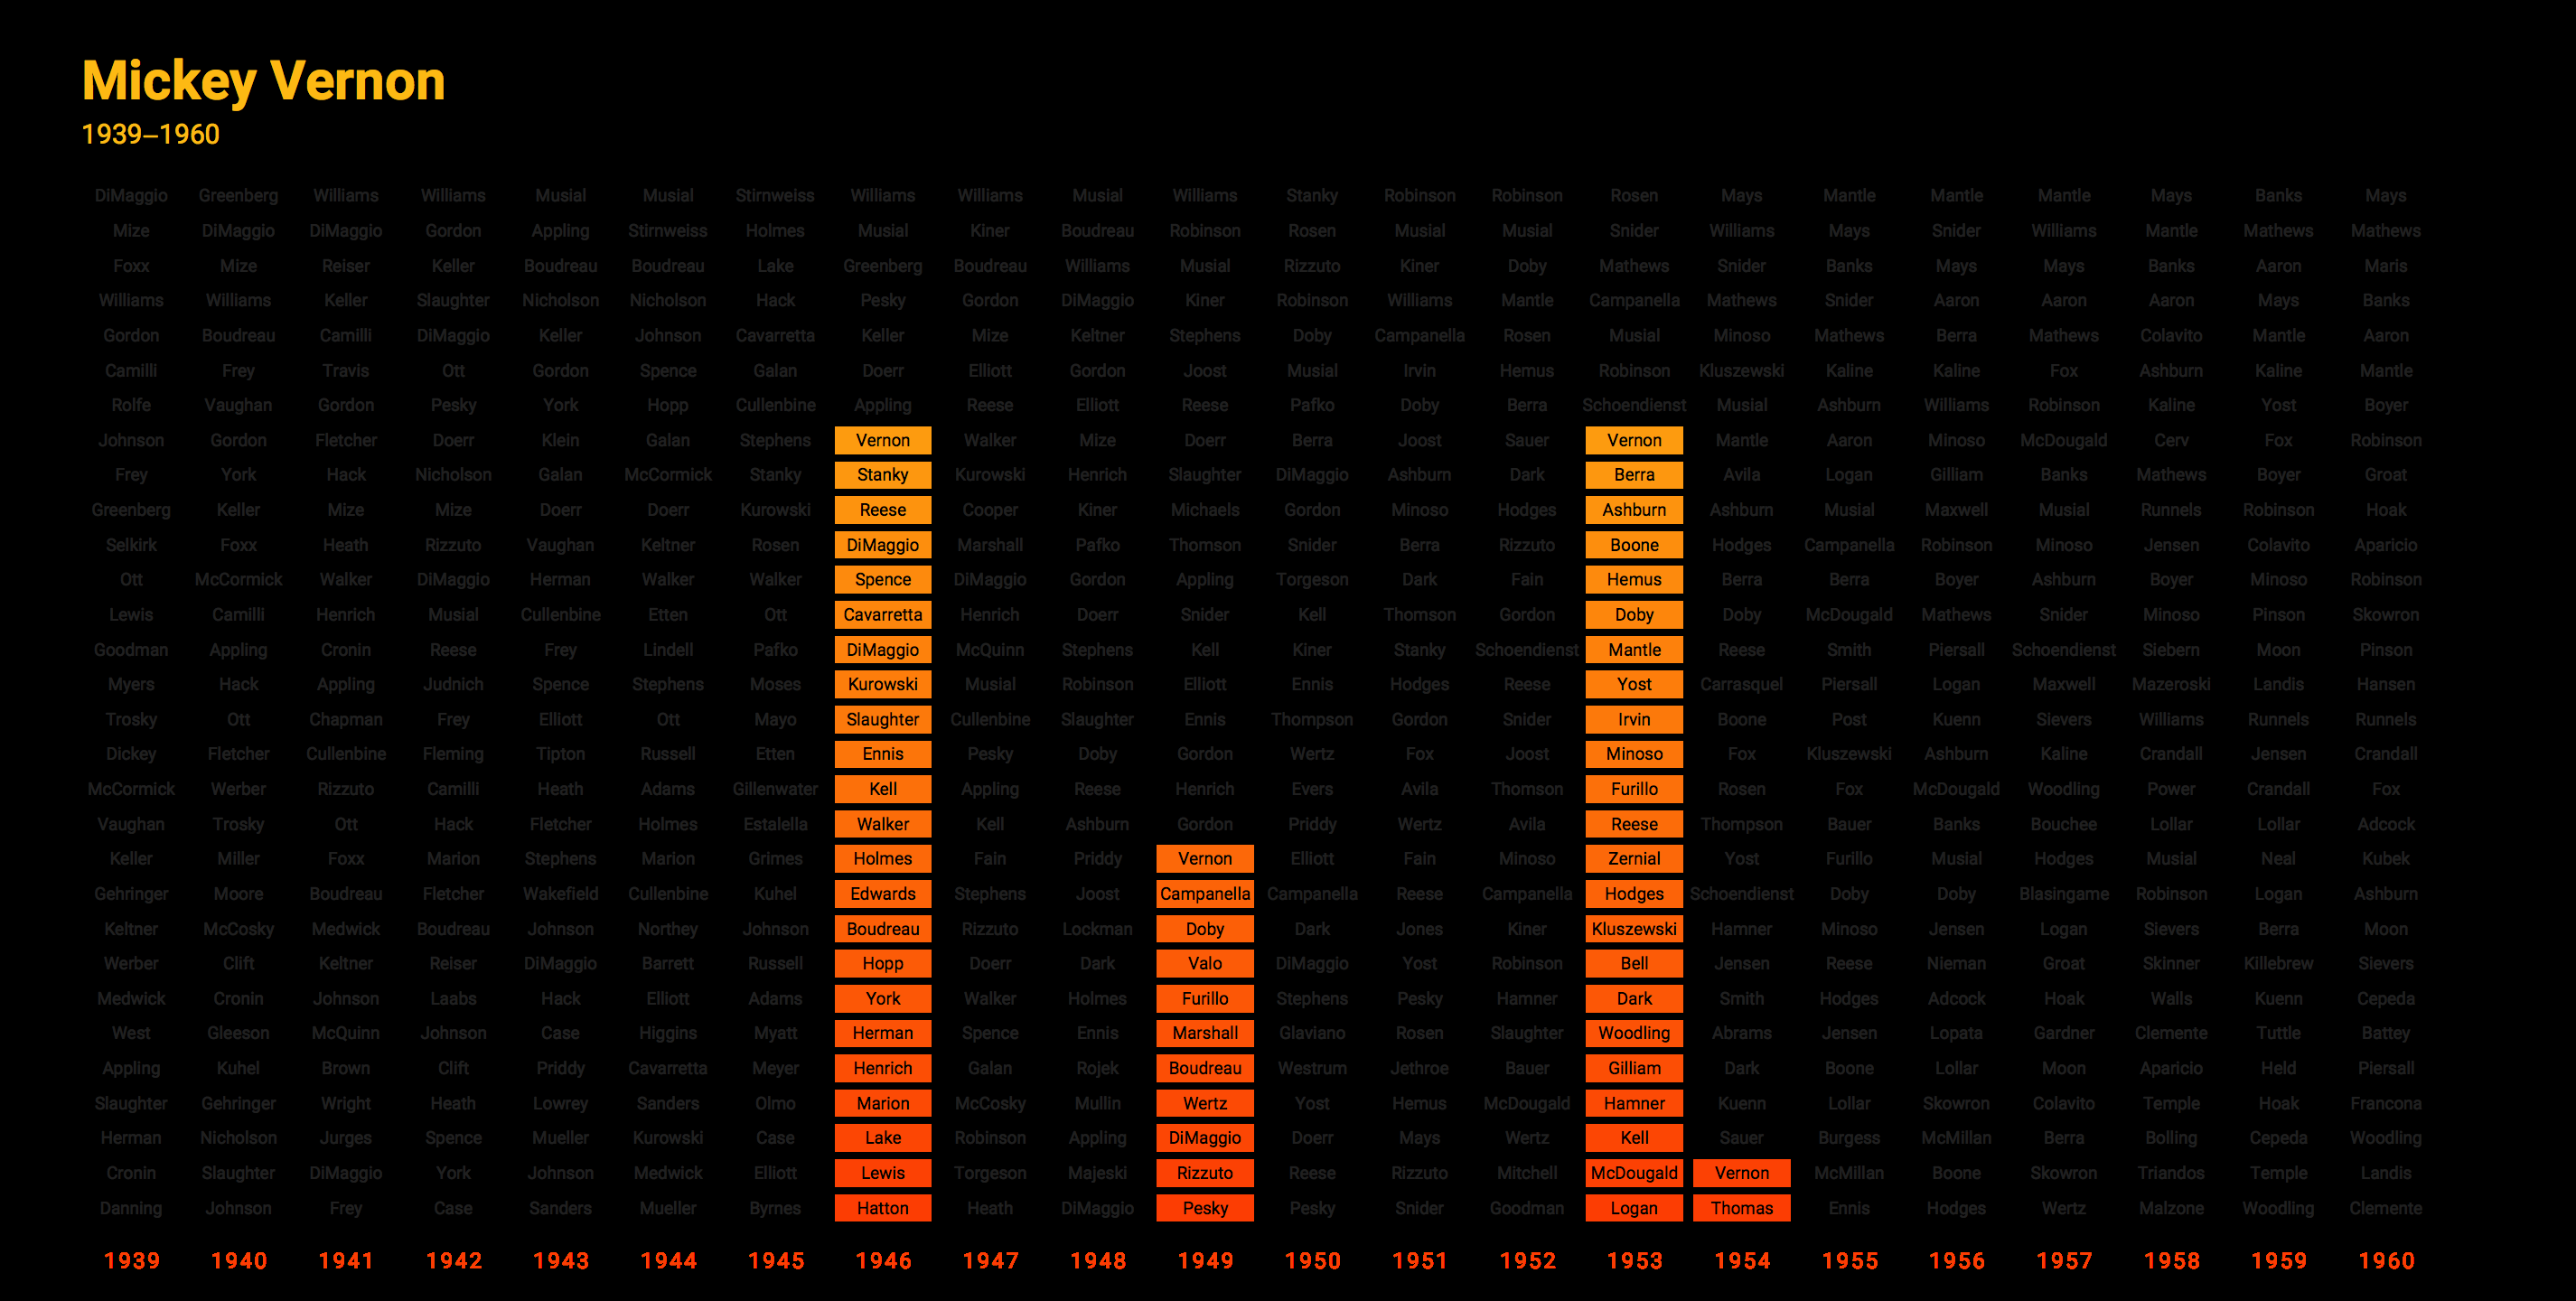 Mickey Vernon
1939–1960
DiMaggio Greenberg Williams Williams Musial Musial Stirnweiss Williams Williams Musial Williams Stanky Robinson Robinson Rosen Mays Mantle Mantle Mantle Mays Banks Mays
Mize DiMaggio DiMaggio Gordon Appling Stirnweiss Holmes Musial Kiner Boudreau Robinson Rosen Musial Musial Snider Williams Mays Snider Williams Mantle Mathews Mathews
Foxx Mize Reiser Keller Boudreau Boudreau Lake Greenberg Boudreau Williams Musial Rizzuto Kiner Doby Mathews Snider Banks Mays Mays Banks Aaron Maris
Williams Williams Keller Slaughter Nicholson Nicholson Hack Pesky Gordon DiMaggio Kiner Robinson Williams Mantle Campanella Mathews Snider Aaron Aaron Aaron Mays Banks
Gordon Boudreau Camilli DiMaggio Keller Johnson Cavarretta Keller Mize Keltner Stephens Doby Campanella Rosen Musial Minoso Mathews Berra Mathews Colavito Mantle Aaron
Camilli Frey Travis Ott Gordon Spence Galan Doerr Elliott Gordon Joost Musial Irvin Hemus Robinson Kluszewski Kaline Kaline Fox Ashburn Kaline Mantle
Rolfe Vaughan Gordon Pesky York Hopp Cullenbine Appling Reese Elliott Reese Pafko Doby Berra Schoendienst Musial Ashburn Williams Robinson Kaline Yost Boyer
Johnson Gordon Fletcher Doerr Klein Galan Stephens Vernon Walker Mize Doerr Berra Joost Sauer Vernon Mantle Aaron Minoso McDougald Cerv Fox Robinson
Frey York Hack Nicholson Galan McCormick Stanky Stanky Kurowski Henrich Slaughter DiMaggio Ashburn Dark Berra Avila Logan Gilliam Banks Mathews Boyer Groat
Greenberg Keller Mize Mize Doerr Doerr Kurowski Reese Cooper Kiner Michaels Gordon Minoso Hodges Ashburn Ashburn Musial Maxwell Musial Runnels Robinson Hoak
Selkirk Foxx Heath Rizzuto Vaughan Keltner Rosen DiMaggio Marshall Pafko Thomson Snider Berra Rizzuto Boone Hodges Campanella Robinson Minoso Jensen Colavito Aparicio
Ott McCormick Walker DiMaggio Herman Walker Walker Spence DiMaggio Gordon Appling Torgeson Dark Fain Hemus Berra Berra Boyer Ashburn Boyer Minoso Robinson
Lewis Camilli Henrich Musial Cullenbine Etten Ott Cavarretta Henrich Doerr Snider Kell Thomson Gordon Doby Doby McDougald Mathews Snider Minoso Pinson Skowron
Goodman Appling Cronin Reese Frey Lindell Pafko DiMaggio McQuinn Stephens Kell Kiner Stanky Schoendienst Mantle Reese Smith Piersall Schoendienst Siebern Moon Pinson
Myers Hack Appling Judnich Spence Stephens Moses Kurowski Musial Robinson Elliott Ennis Hodges Reese Yost Carrasquel Piersall Logan Maxwell Mazeroski Landis Hansen
Trosky Ott Chapman Frey Elliott Ott Mayo Slaughter Cullenbine Slaughter Ennis Thompson Gordon Snider Irvin Boone Post Kuenn Sievers Williams Runnels Runnels
Dickey Fletcher Cullenbine Fleming Tipton Russell Etten Ennis Pesky Doby Gordon Wertz Fox Joost Minoso Fox Kluszewski Ashburn Kaline Crandall Jensen Crandall
McCormick Werber Rizzuto Camilli Heath Adams Gillenwater Kell Appling Reese Henrich Evers Avila Thomson Furillo Rosen Fox McDougald Woodling Power Crandall Fox
Vaughan Trosky Ott Hack Fletcher Holmes Estalella Walker Kell Ashburn Gordon Priddy Wertz Avila Reese Thompson Bauer Banks Bouchee Lollar Lollar Adcock
Keller Miller Foxx Marion Stephens Marion Grimes Holmes Fain Priddy Vernon Elliott Fain Minoso Zernial Yost Furillo Musial Hodges Musial Neal Kubek
Gehringer Moore Boudreau Fletcher Wakefield Cullenbine Kuhel Edwards Stephens Joost Campanella Campanella Reese Campanella Hodges Schoendienst Doby Doby Blasingame Robinson Logan Ashburn
Keltner McCosky Medwick Boudreau Johnson Northey Johnson Boudreau Rizzuto Lockman Doby Dark Jones Kiner Kluszewski Hamner Minoso Jensen Logan Sievers Berra Moon
Werber Clift Keltner Reiser DiMaggio Barrett Russell Hopp Doerr Dark Valo DiMaggio Yost Robinson Bell Jensen Reese Nieman Groat Skinner Killebrew Sievers
Medwick Cronin Johnson Laabs Hack Elliott Adams York Walker Holmes Furillo Stephens Pesky Hamner Dark Smith Hodges Adcock Hoak Walls Kuenn Cepeda
West Gleeson McQuinn Johnson Case Higgins Myatt Herman Spence Ennis Marshall Glaviano Rosen Slaughter Woodling Abrams Jensen Lopata Gardner Clemente Tuttle Battey
Appling Kuhel Brown Clift Priddy Cavarretta Meyer Henrich Galan Rojek Boudreau Westrum Jethroe Bauer Gilliam Dark Boone Lollar Moon Aparicio Held Piersall
Slaughter Gehringer Wright Heath Lowrey Sanders Olmo Marion McCosky Mullin Wertz Yost Hemus McDougald Hamner Kuenn Lollar Skowron Colavito Temple Hoak Francona
Herman Nicholson Jurges Spence Mueller Kurowski Case Lake Robinson Appling DiMaggio Doerr Mays Wertz Kell Sauer Burgess McMillan Berra Bolling Cepeda Woodling
Cronin Slaughter DiMaggio York Johnson Medwick Elliott Lewis Torgeson Majeski Rizzuto Reese Rizzuto Mitchell McDougald Vernon McMillan Boone Skowron Triandos Temple Landis
Danning Johnson Frey Case Sanders Mueller Byrnes Hatton Heath DiMaggio Pesky Pesky Snider Goodman Logan Thomas Ennis Hodges Wertz Malzone Woodling Clemente
1939 1940 1941 1942 1943 1944 1945 1946 1947 1948 1949 1950 1951 1952 1953 1954 1955 1956 1957 1958 1959 1960